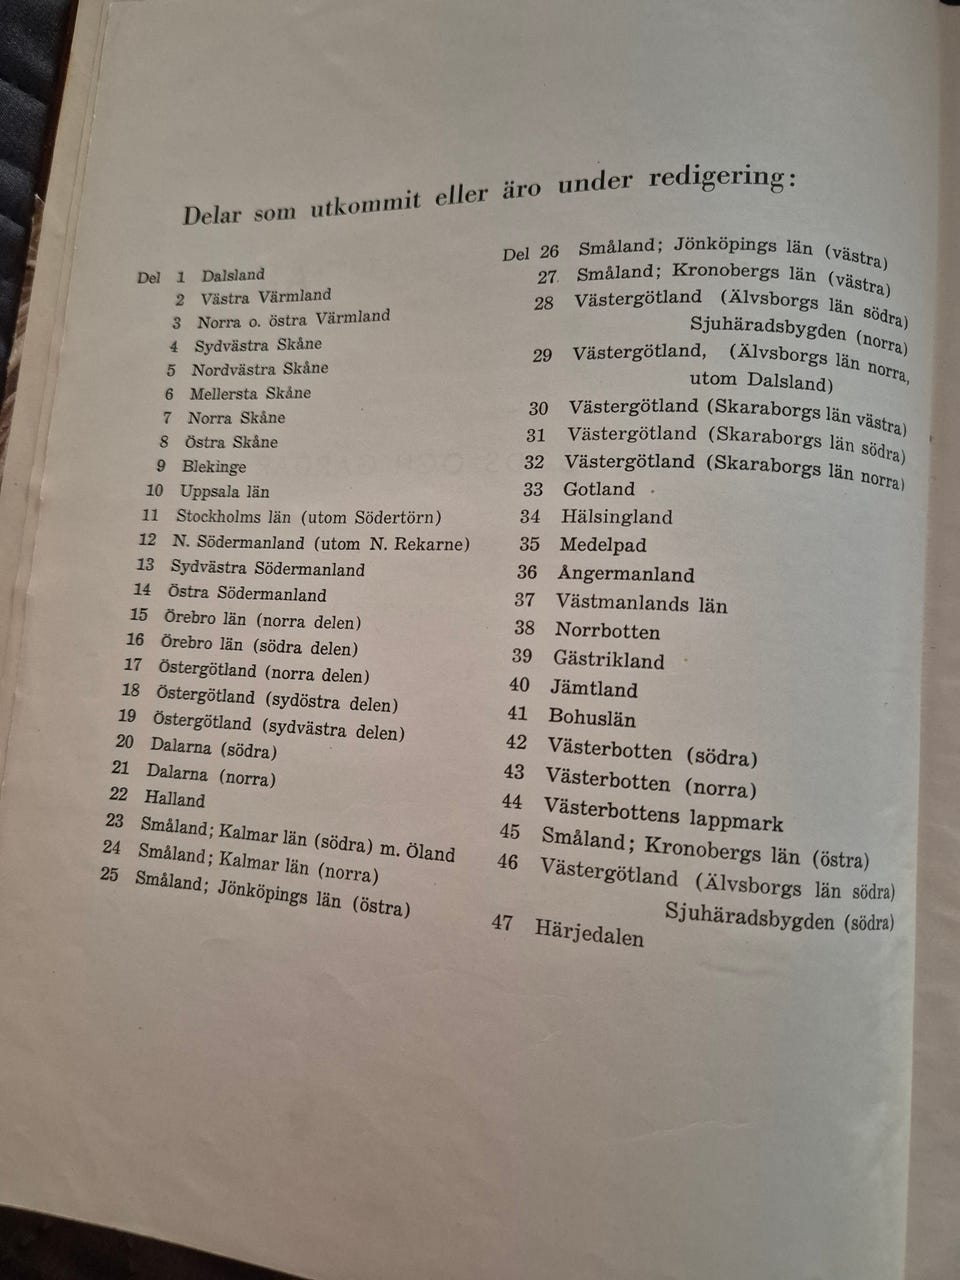 Delar som utkommit eller äro under redigering:
Del 1 Dalsland
2 Västra Värmland
3 Norra o. östra Värmland
4 Sydvästra Skåne
5 Nordvästra Skåne
6 Mellersta Skåne
7 Norra Skåne
8 Östra Skåne
9 Blekinge
10 Uppsala län
11 Stockholms län (utom Södertörn)
12 N. Södermanland (utom N. Rekarne)
13 Sydvästra Södermanland
14 Östra Södermanland
15 Örebro län (norra delen)
16 Örebro län (södra delen)
17 Östergötland (norra delen)
18 Östergötland (sydöstra delen)
19 Östergötland (sydvästra delen)
20 Dalarna (södra)
21 Dalarna (norra)
22 Halland
23 Småland; Kalmar län (södra) m. Öland
24 Småland; Kalmar län (norra)
25 Småland; Jönköpings län (östra)
Del 26 Småland; Jönköpings län (västra)
27 Småland; Kronobergs län (västra)
28 Västergötland (Älvsborgs län södra)
Sjuhäradsbygden (norra)
29 Västergötland, (Älvsborgs län norra,
utom Dalsland)
30 Västergötland (Skaraborgs län västra)
31 Västergötland (Skaraborgs län södra)
32 Västergötland (Skaraborgs län norra)
33 Gotland
34 Hälsingland
35 Medelpad
36 Ångermanland
37 Västmanlands län
38 Norrbotten
39 Gästrikland
40 Jämtland
41 Bohuslän
42 Västerbotten (södra)
43 Västerbotten (norra)
44 Västerbottens lappmark
45 Småland; Kronobergs län (östra)
46 Västergötland (Älvsborgs län södra)
Sjuhäradsbygden (södra)
47 Härjedalen